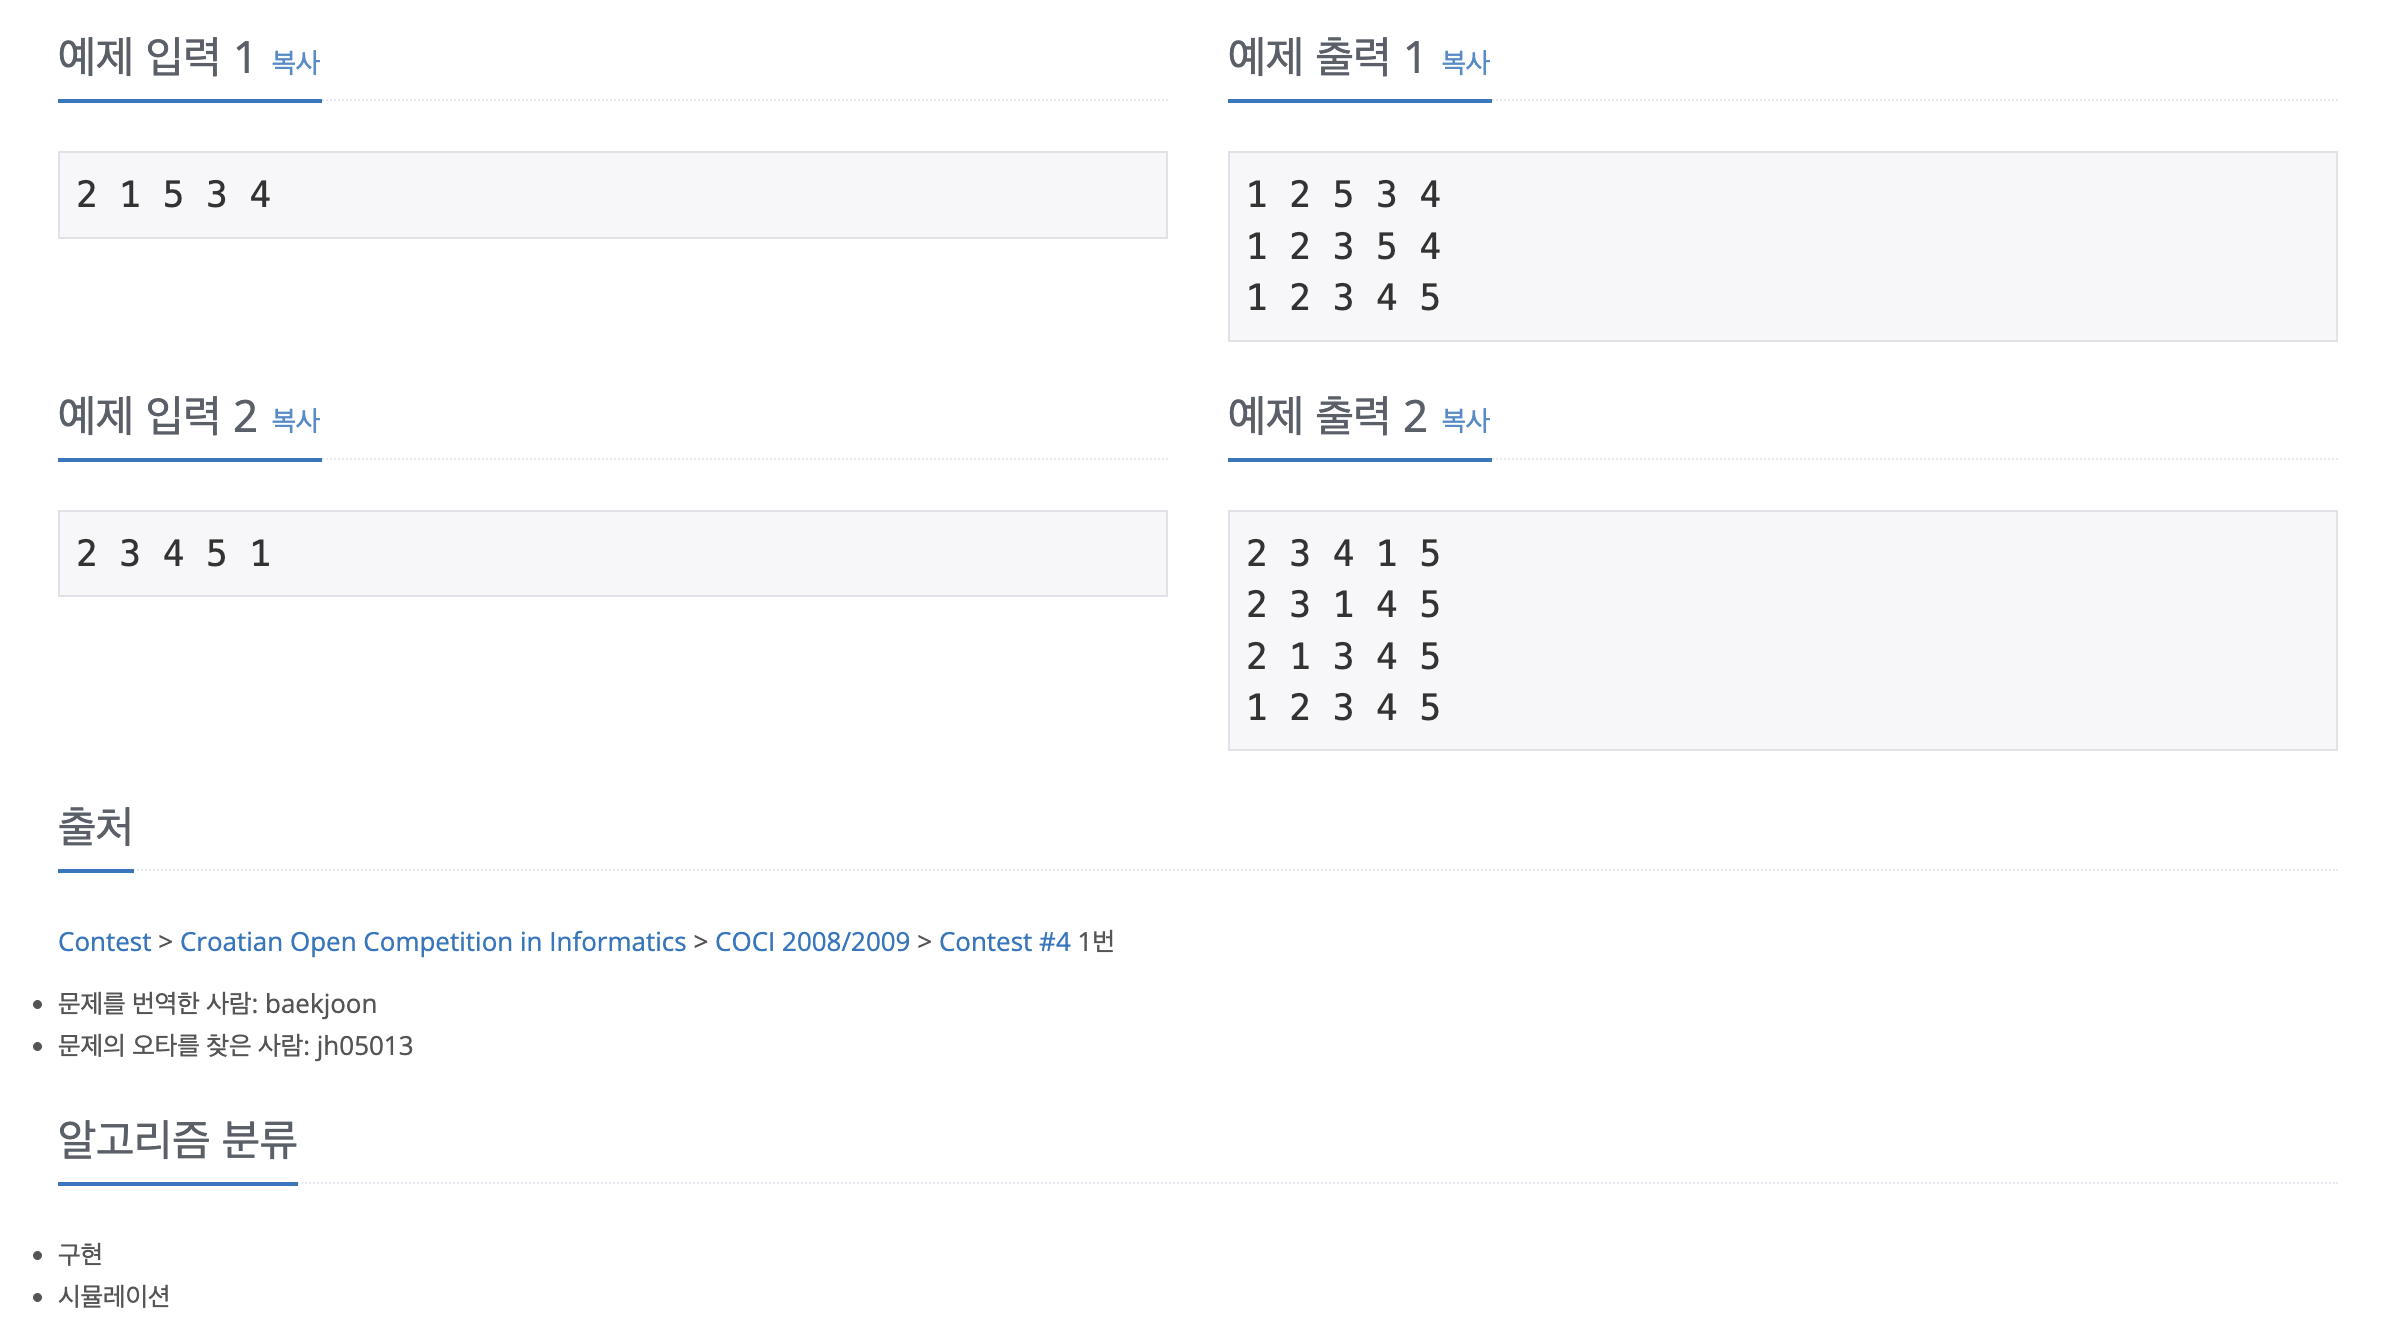 예제 입력 1 복사
2 1 5 3 4
예제 출력 1 복사
1 2 5 3 4
1 2 3 5 4
1 2 3 4 5
예제 입력 2 복사
2 3 4 5 1
예제 출력 2 복사
2 3 4 1 5
2 3 1 4 5
2 1 3 4 5
1 2 3 4 5
출처
Contest > Croatian Open Competition in Informatics > COCI 2008/2009 > Contest #4 1번
문제를 번역한 사람: baekjoon
문제의 오타를 찾은 사람: jh05013
알고리즘 분류
구현
시뮬레이션